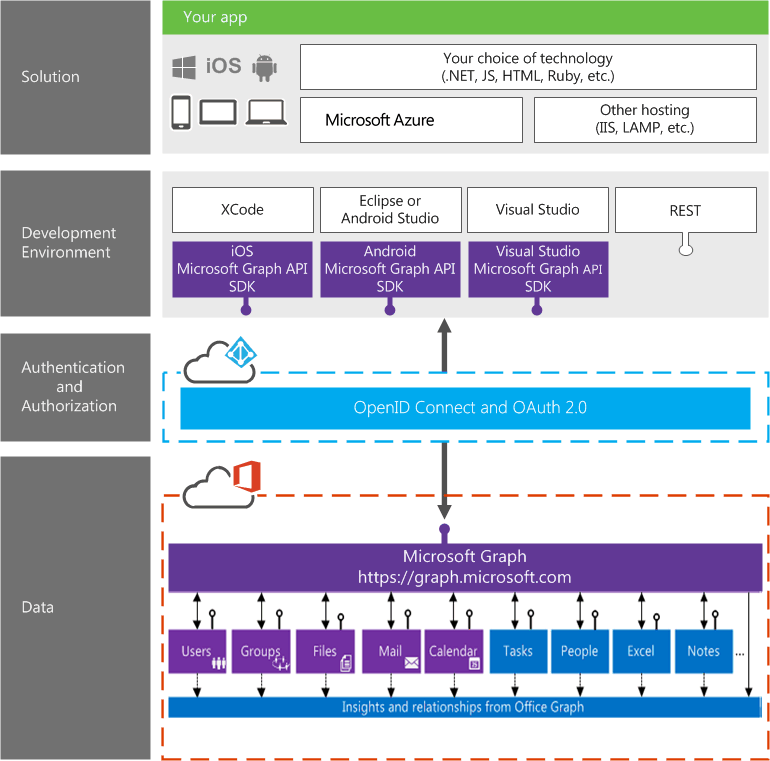 Your app
Solution
iOS
Your choice of technology
(.NET, JS, HTML, Ruby, etc.)
Microsoft Azure
Other hosting
(IIS, LAMP, etc.)
Development
Environment
XCode
Eclipse or
Android Studio
Visual Studio
REST
iOS
Microsoft Graph API
SDK
Android
Microsoft Graph API
SDK
Visual Studio
Microsoft Graph API
SDK
Authentication
and
Authorization
OpenID Connect and OAuth 2.0
Data
Microsoft Graph
https://graph.microsoft.com
Users
Groups
Files
Mail
Calendar
Tasks
People
Excel
Notes
...
Insights and relationships from Office Graph